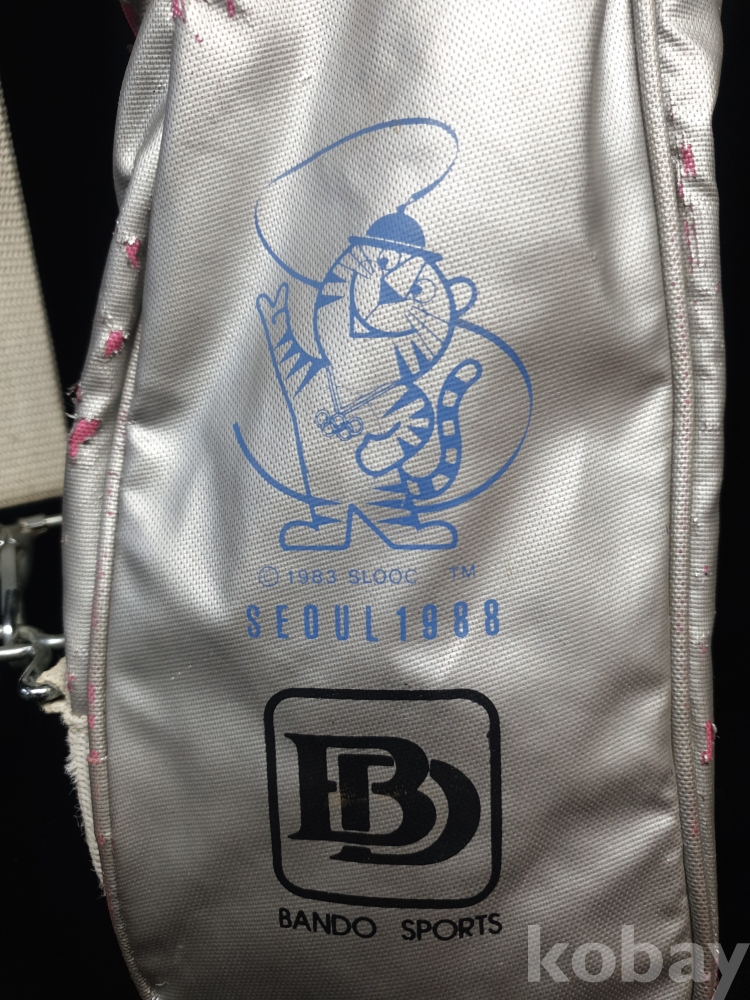 © 1983 SLOOC TM
SEOUL 1988
BD
BANDO SPORTS
kobay